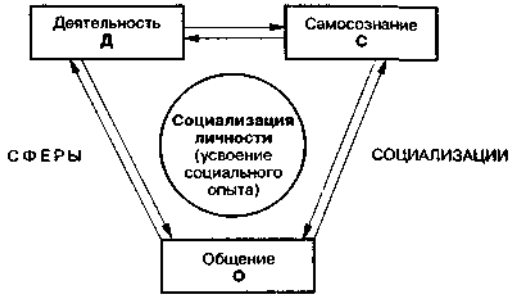 Деятельность
Д
Самосознание
С
Социализация
личности
(усвоение
социального
опыта)
СФЕРЫ
СОЦИАЛИЗАЦИИ
Общение
О